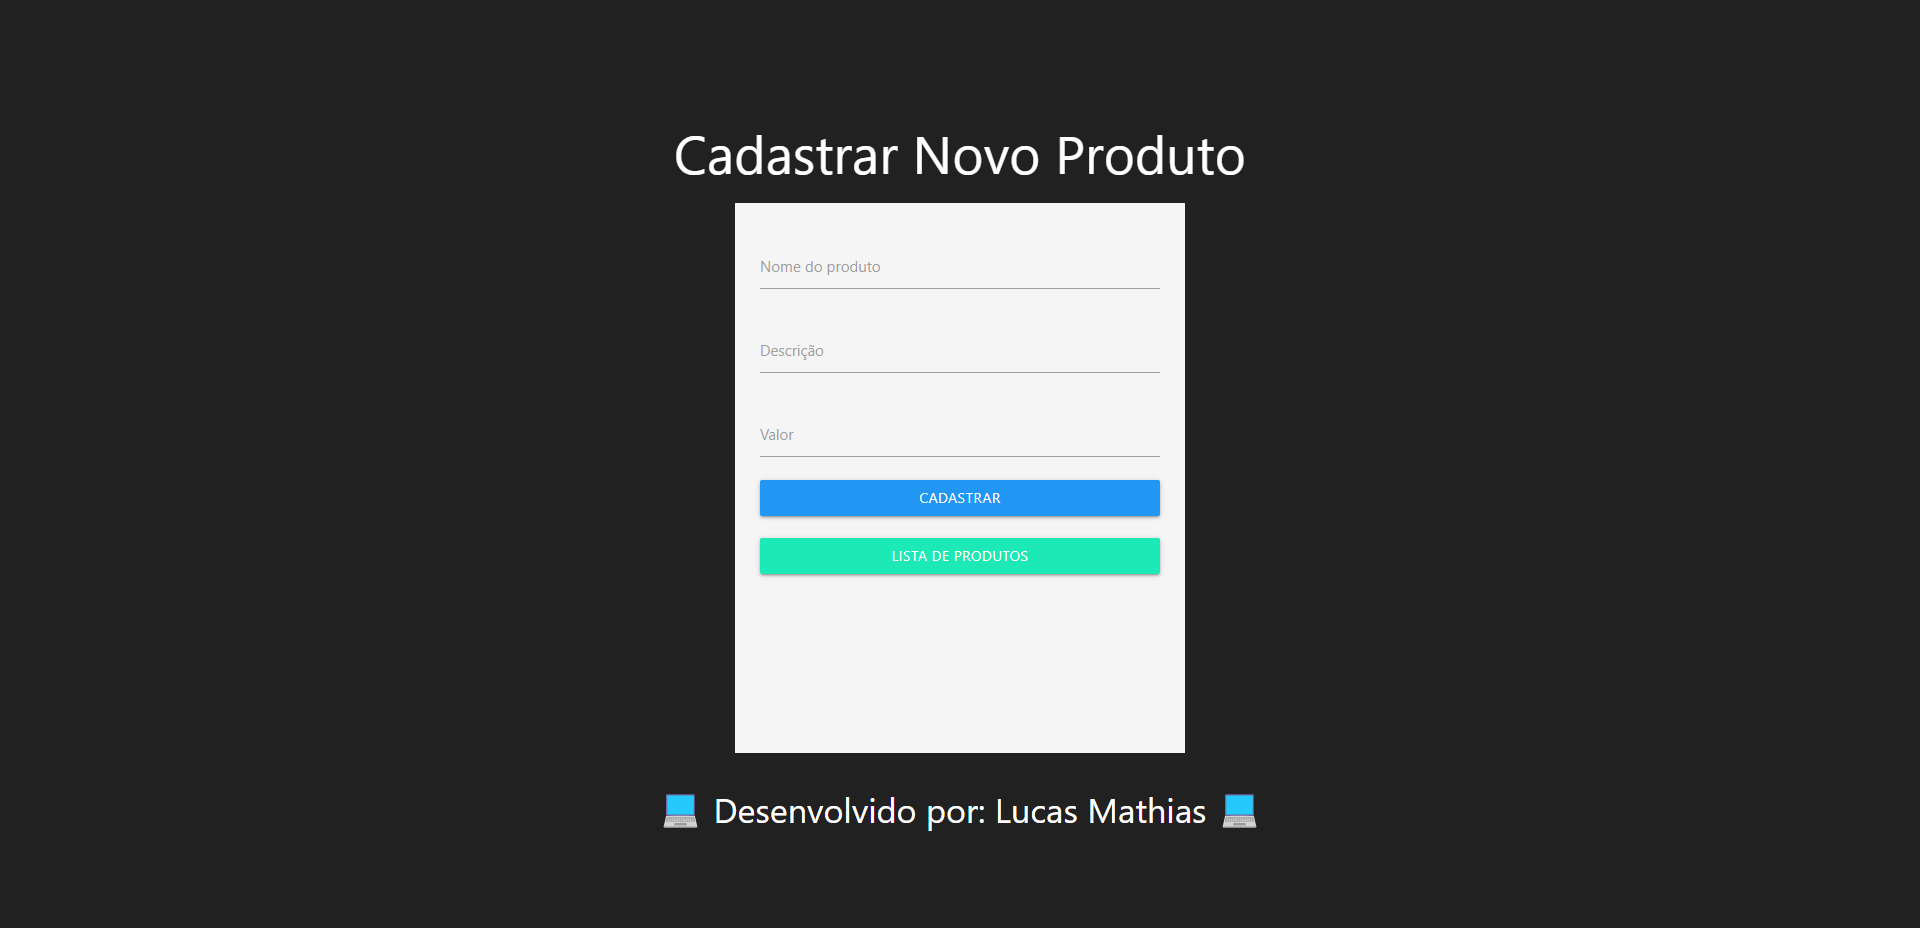 Cadastrar Novo Produto
Nome do produto
Descrição
Valor
CADASTRAR
LISTA DE PRODUTOS
💻 Desenvolvido por: Lucas Mathias 💻